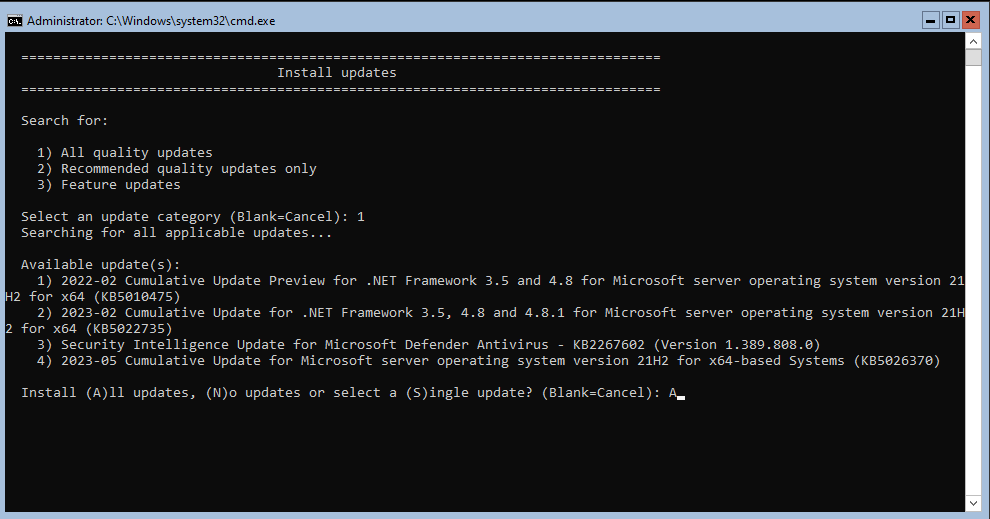 Administrator: C:\Windows\system32\cmd.exe
================================================================================
Install updates
================================================================================
Search for:
1) All quality updates
2) Recommended quality updates only
3) Feature updates
Select an update category (Blank=Cancel): 1
Searching for all applicable updates...
Available update(s):
1) 2022-02 Cumulative Update Preview for .NET Framework 3.5 and 4.8 for Microsoft server operating system version 21
H2 for x64 (KB5010475)
2) 2023-02 Cumulative Update for .NET Framework 3.5, 4.8 and 4.8.1 for Microsoft server operating system version 21H
2 for x64 (KB5022735)
3) Security Intelligence Update for Microsoft Defender Antivirus - KB2267602 (Version 1.389.808.0)
4) 2023-05 Cumulative Update for Microsoft server operating system version 21H2 for x64-based Systems (KB5026370)
Install (A)ll updates, (N)o updates or select a (S)ingle update? (Blank=Cancel): A